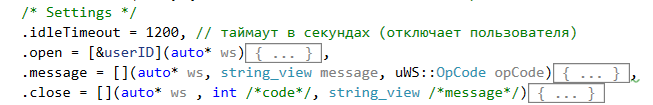 /* Settings */
.idleTimeout = 1200, // таймаут в секундах (отключает пользователя)
.open = [&userID](auto* ws){ ... },
.message = [](auto* ws, string_view message, uWS::OpCode opCode){ ... },
.close = [](auto* ws , int /*code*/, string_view /*message*/){ ... }